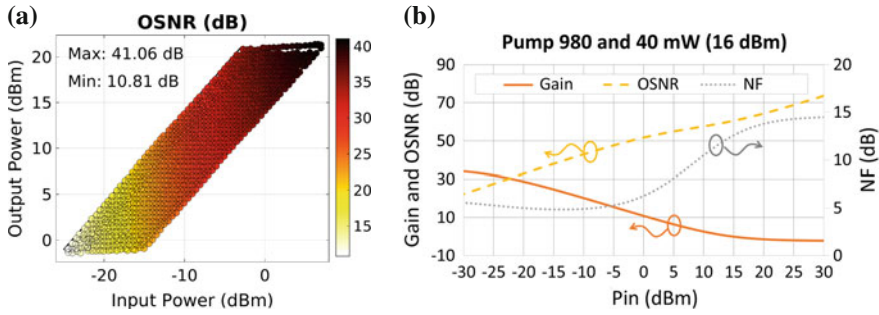 (a)
OSNR (dB)
Max: 41.06 dB
Min: 10.81 dB
Output Power (dBm)
20
15
10
5
0
-20
-10
0
Input Power (dBm)
40
35
30
25
20
15
(b)
Pump 980 and 40 mW (16 dBm)
Gain
OSNR
NF
Gain and OSNR (dB)
90
70
50
30
10
-10
20
15
10
5
0
NF (dB)
-30 -25 -20 -15 -10 -5 0 5 10 15 20 25 30
Pin (dBm)